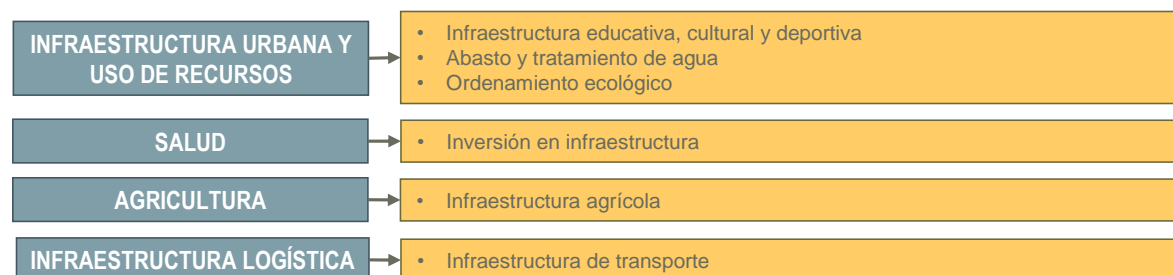 INFRAESTRUCTURA URBANA Y
USO DE RECURSOS
• Infraestructura educativa, cultural y deportiva
• Abasto y tratamiento de agua
• Ordenamiento ecológico
SALUD
• Inversión en infraestructura
AGRICULTURA
• Infraestructura agrícola
INFRAESTRUCTURA LOGÍSTICA
• Infraestructura de transporte